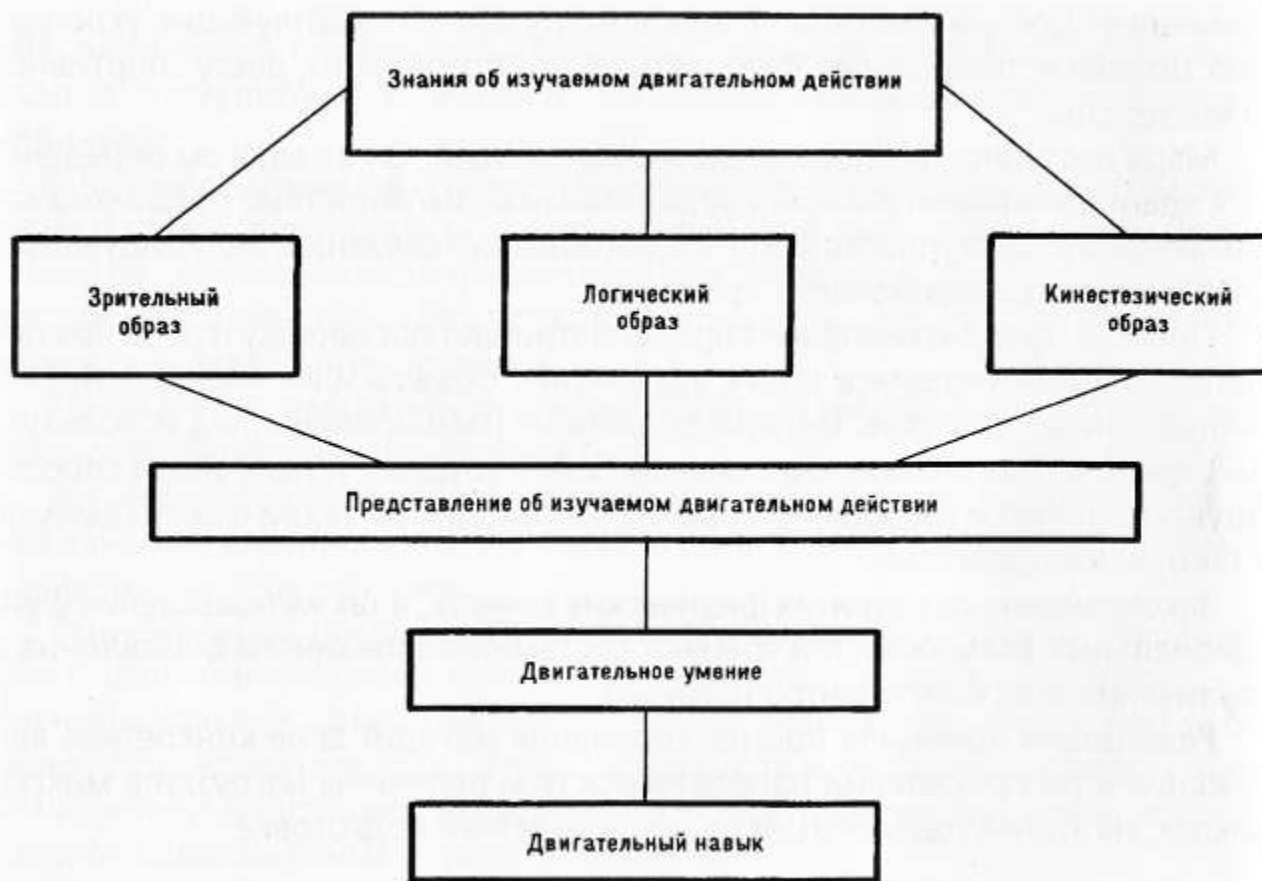 Знания об изучаемом двигательном действии
Зрительный
образ
Логический
образ
Кинестезический
образ
Представление об изучаемом двигательном действии
Двигательное умение
Двигательный навык